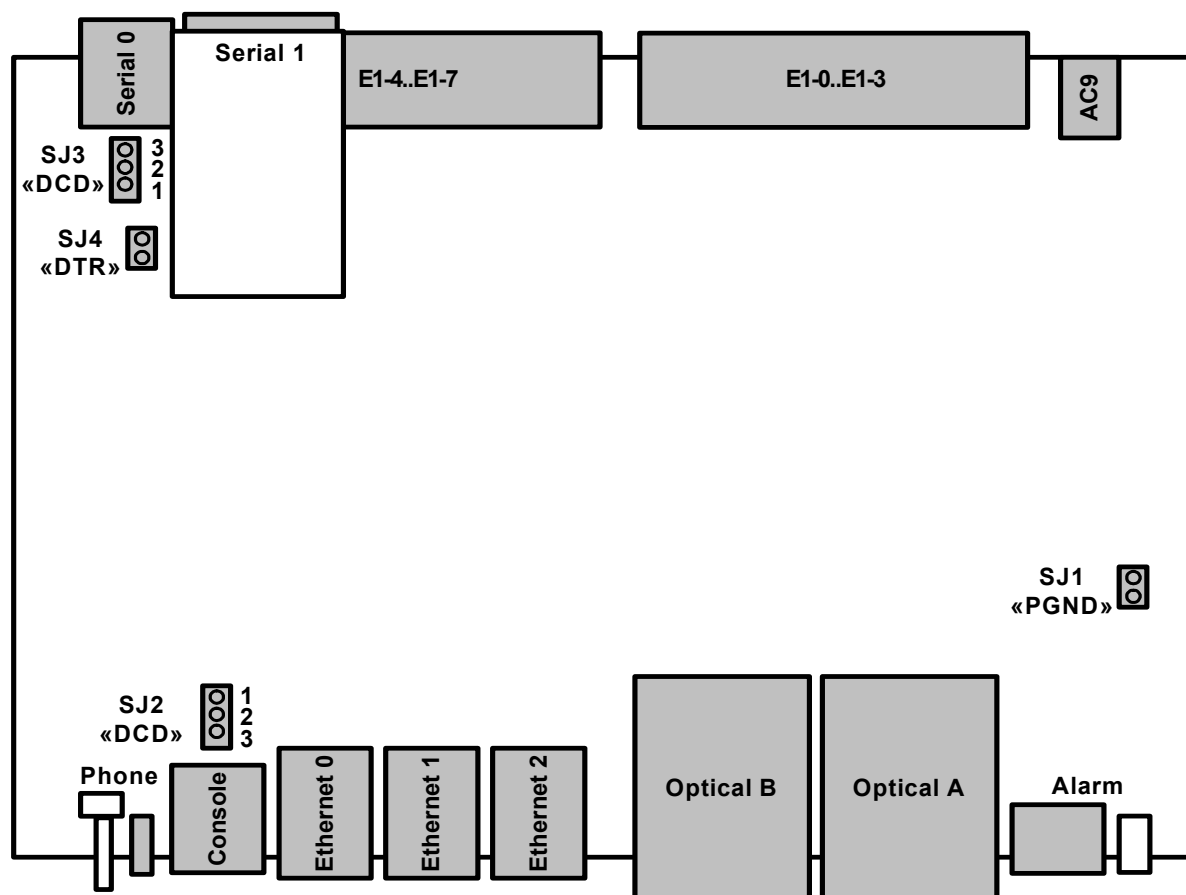 Serial 0
Serial 1
E1-4..E1-7
E1-0..E1-3
AC9
SJ3
«DCD»
3
2
1
SJ4
«DTR»
SJ1
«PGND»
SJ2
«DCD»
1
2
3
Phone
Console
Ethernet 0
Ethernet 1
Ethernet 2
Optical B
Optical A
Alarm